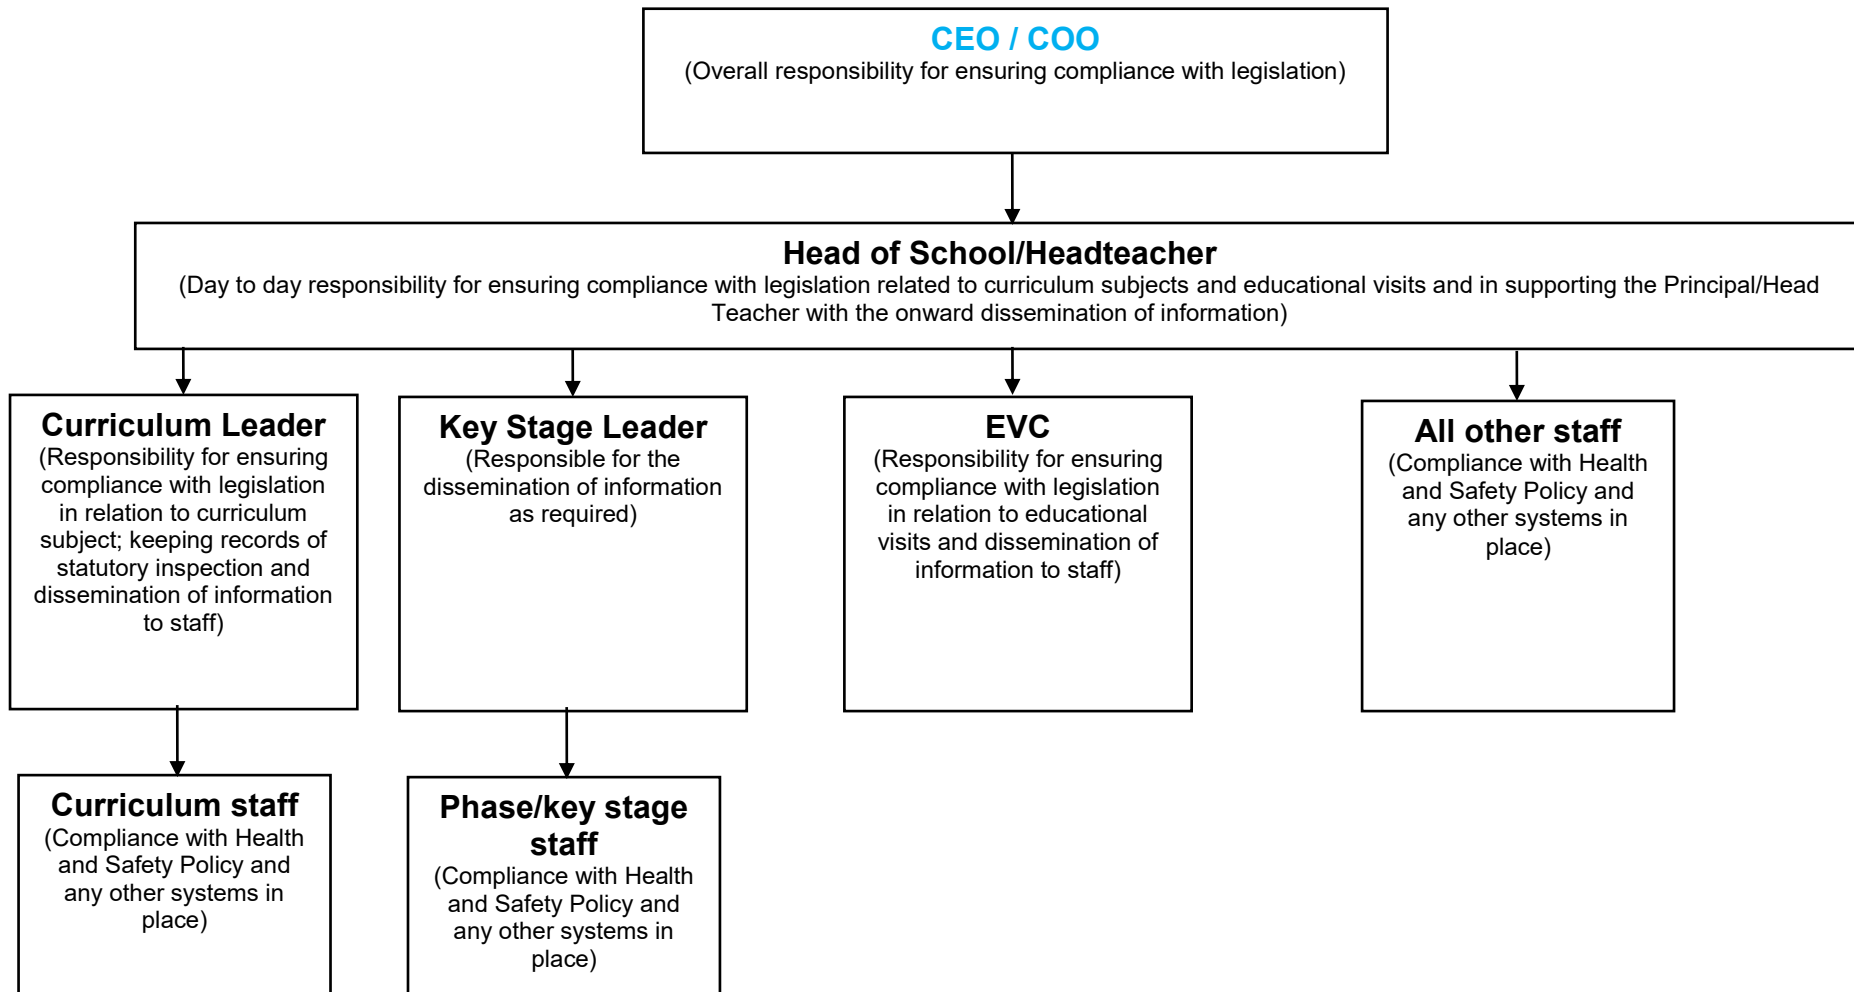 CEO / COO
(Overall responsibility for ensuring compliance with legislation)
Head of School/Headteacher
(Day to day responsibility for ensuring compliance with legislation related to curriculum subjects and educational visits and in supporting the Principal/Head
Teacher with the onward dissemination of information)
Curriculum Leader
(Responsibility for ensuring
compliance with legislation
in relation to curriculum
subject; keeping records of
statutory inspection and
dissemination of information
to staff)
Key Stage Leader
(Responsible for the
dissemination of information
as required)
EVC
(Responsibility for ensuring
compliance with legislation
in relation to educational
visits and dissemination of
information to staff)
All other staff
(Compliance with Health
and Safety Policy and
any other systems in
place)
Curriculum staff
(Compliance with Health
and Safety Policy and
any other systems in
place)
Phase/key stage
staff
(Compliance with Health
and Safety Policy and
any other systems in
place)